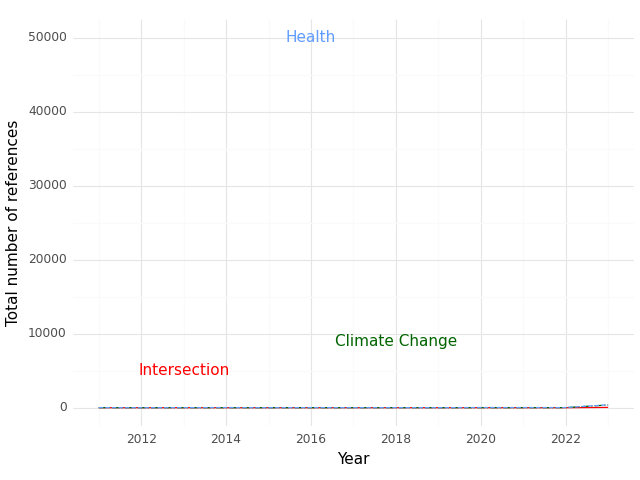 Total number of references
50000
40000
30000
20000
10000
0
Health
Climate Change
Intersection
2012 2014 2016 2018 2020 2022
Year